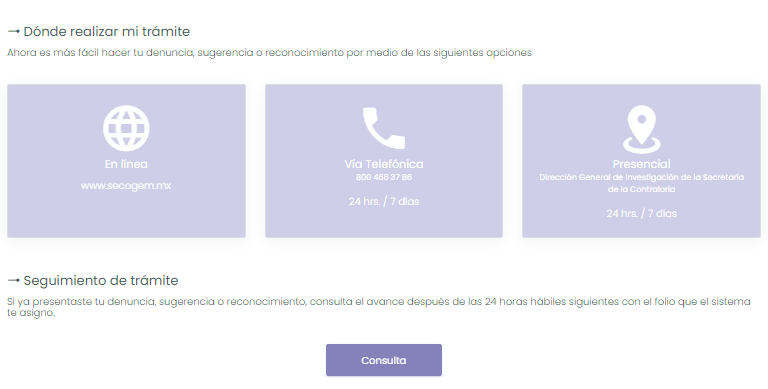 → Dónde realizar mi trámite
Ahora es más fácil hacer tu denuncia, sugerencia o reconocimiento por medio de las siguientes opciones
En línea
www.secogem.mx
Vía Telefónica
800 466 37 86
24 hrs. / 7 días
Presencial
Dirección General de Investigación de la Secretaría
de la Contraloría
24 hrs. / 7 días
→ Seguimiento de trámite
Si ya presentaste tu denuncia, sugerencia o reconocimiento, consulta el avance después de las 24 horas hábiles siguientes con el folio que el sistema
te asigno.
Consulta